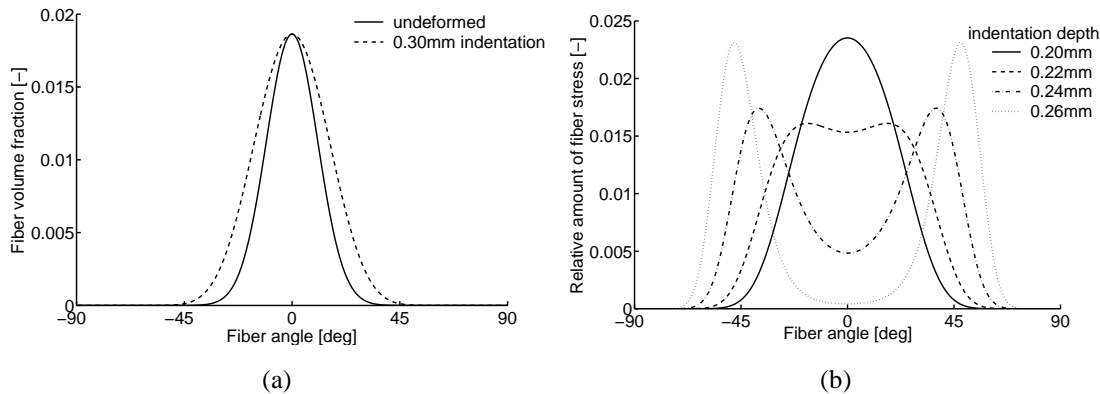 0.02
0.015
0.01
0.005
0
−90
−45
0
45
90
Fiber volume fraction [−]
Fiber angle [deg]
undeformed
0.30mm indentation
(a)
0.025
0.02
0.015
0.01
0.005
0
−90
−45
0
45
90
Relative amount of fiber stress [−]
Fiber angle [deg]
indentation depth
0.20mm
0.22mm
0.24mm
0.26mm
(b)